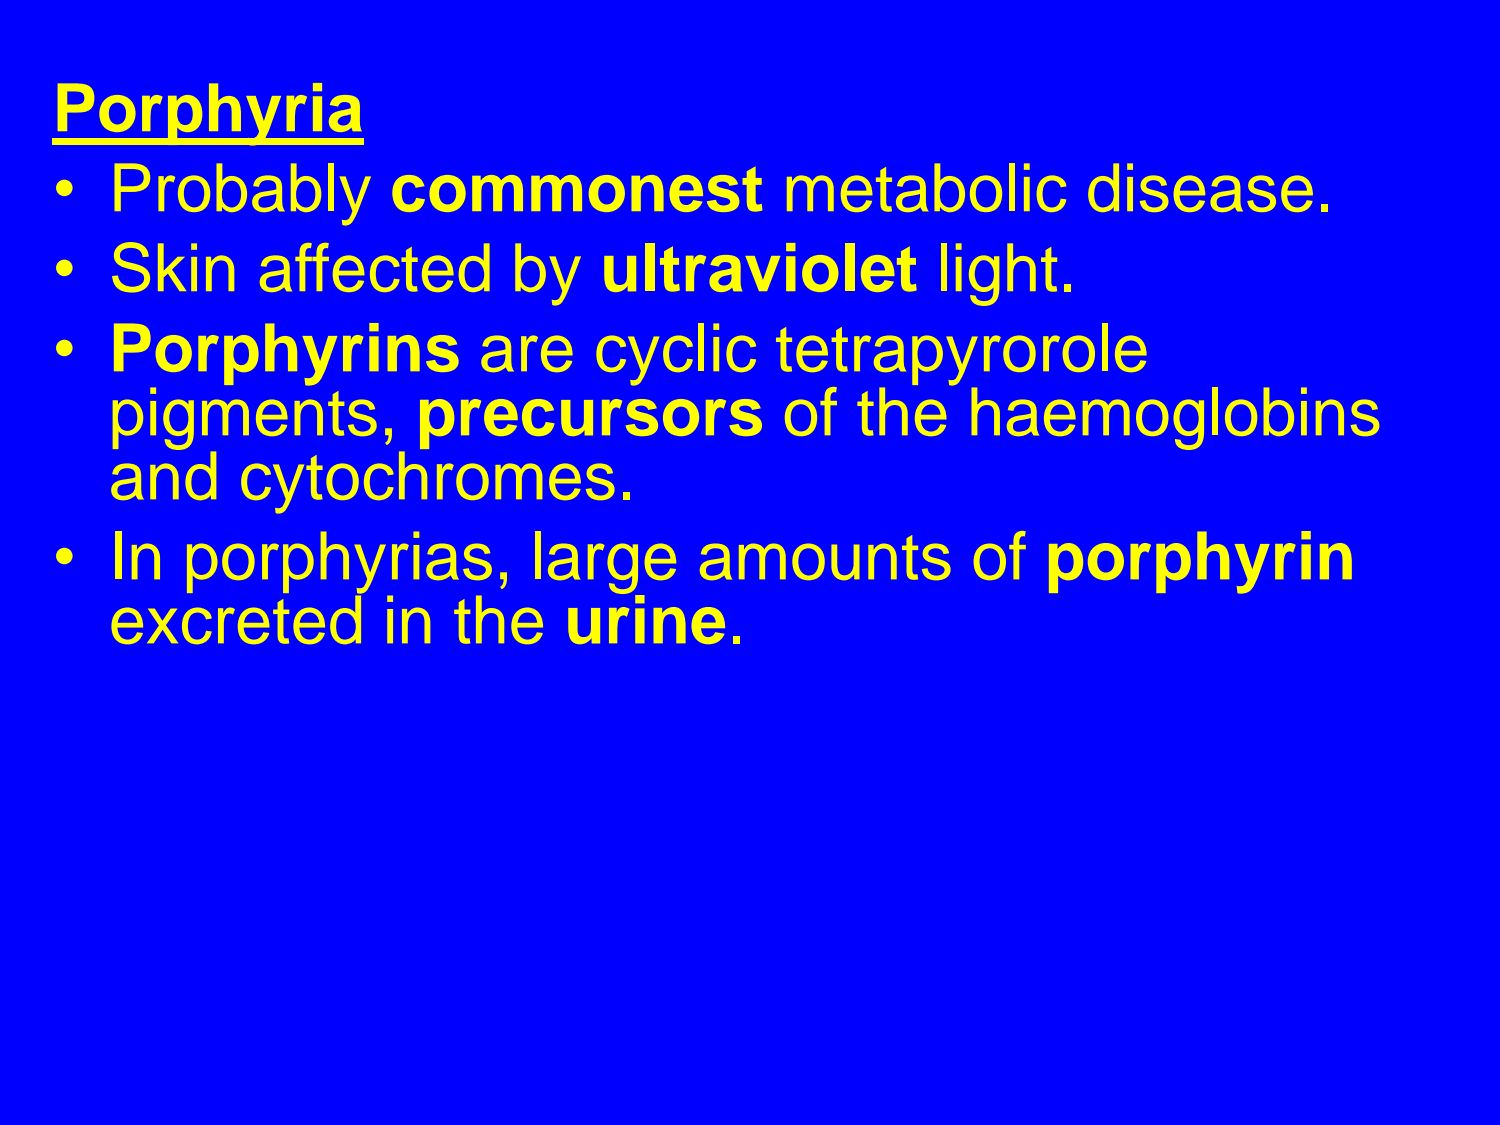 Porphyria
• Probably commonest metabolic disease.
• Skin affected by ultraviolet light.
• Porphyrins are cyclic tetrapyrorole
pigments, precursors of the haemoglobins
and cytochromes.
• In porphyrias, large amounts of porphyrin
excreted in the urine.